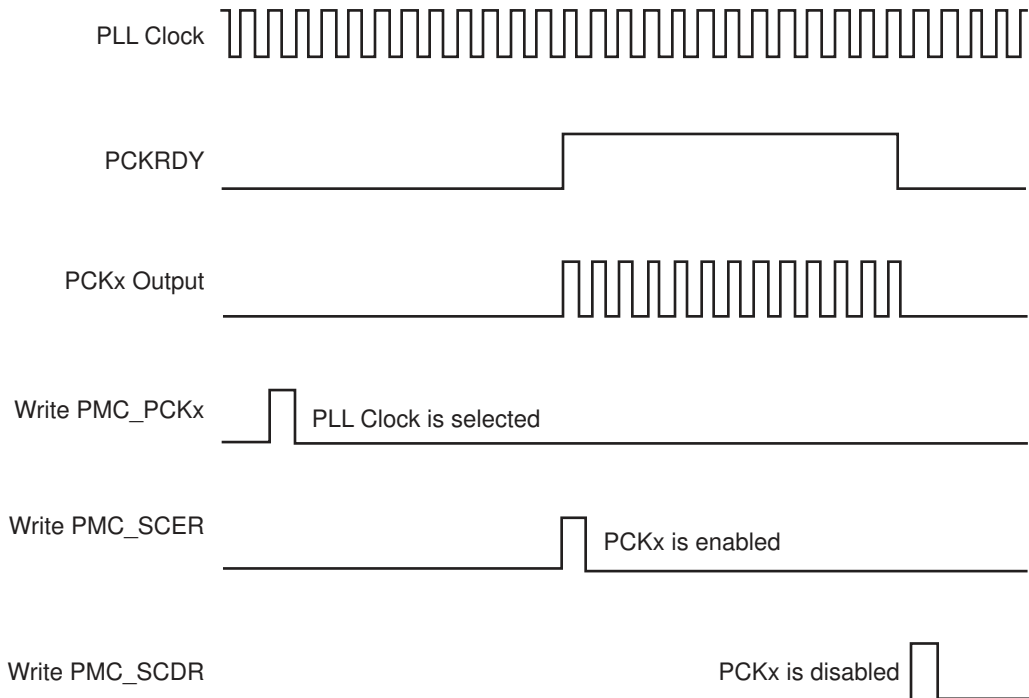 PLL Clock
PCKRDY
PCKx Output
Write PMC_PCKx
PLL Clock is selected
Write PMC_SCER
PCKx is enabled
Write PMC_SCDR
PCKx is disabled